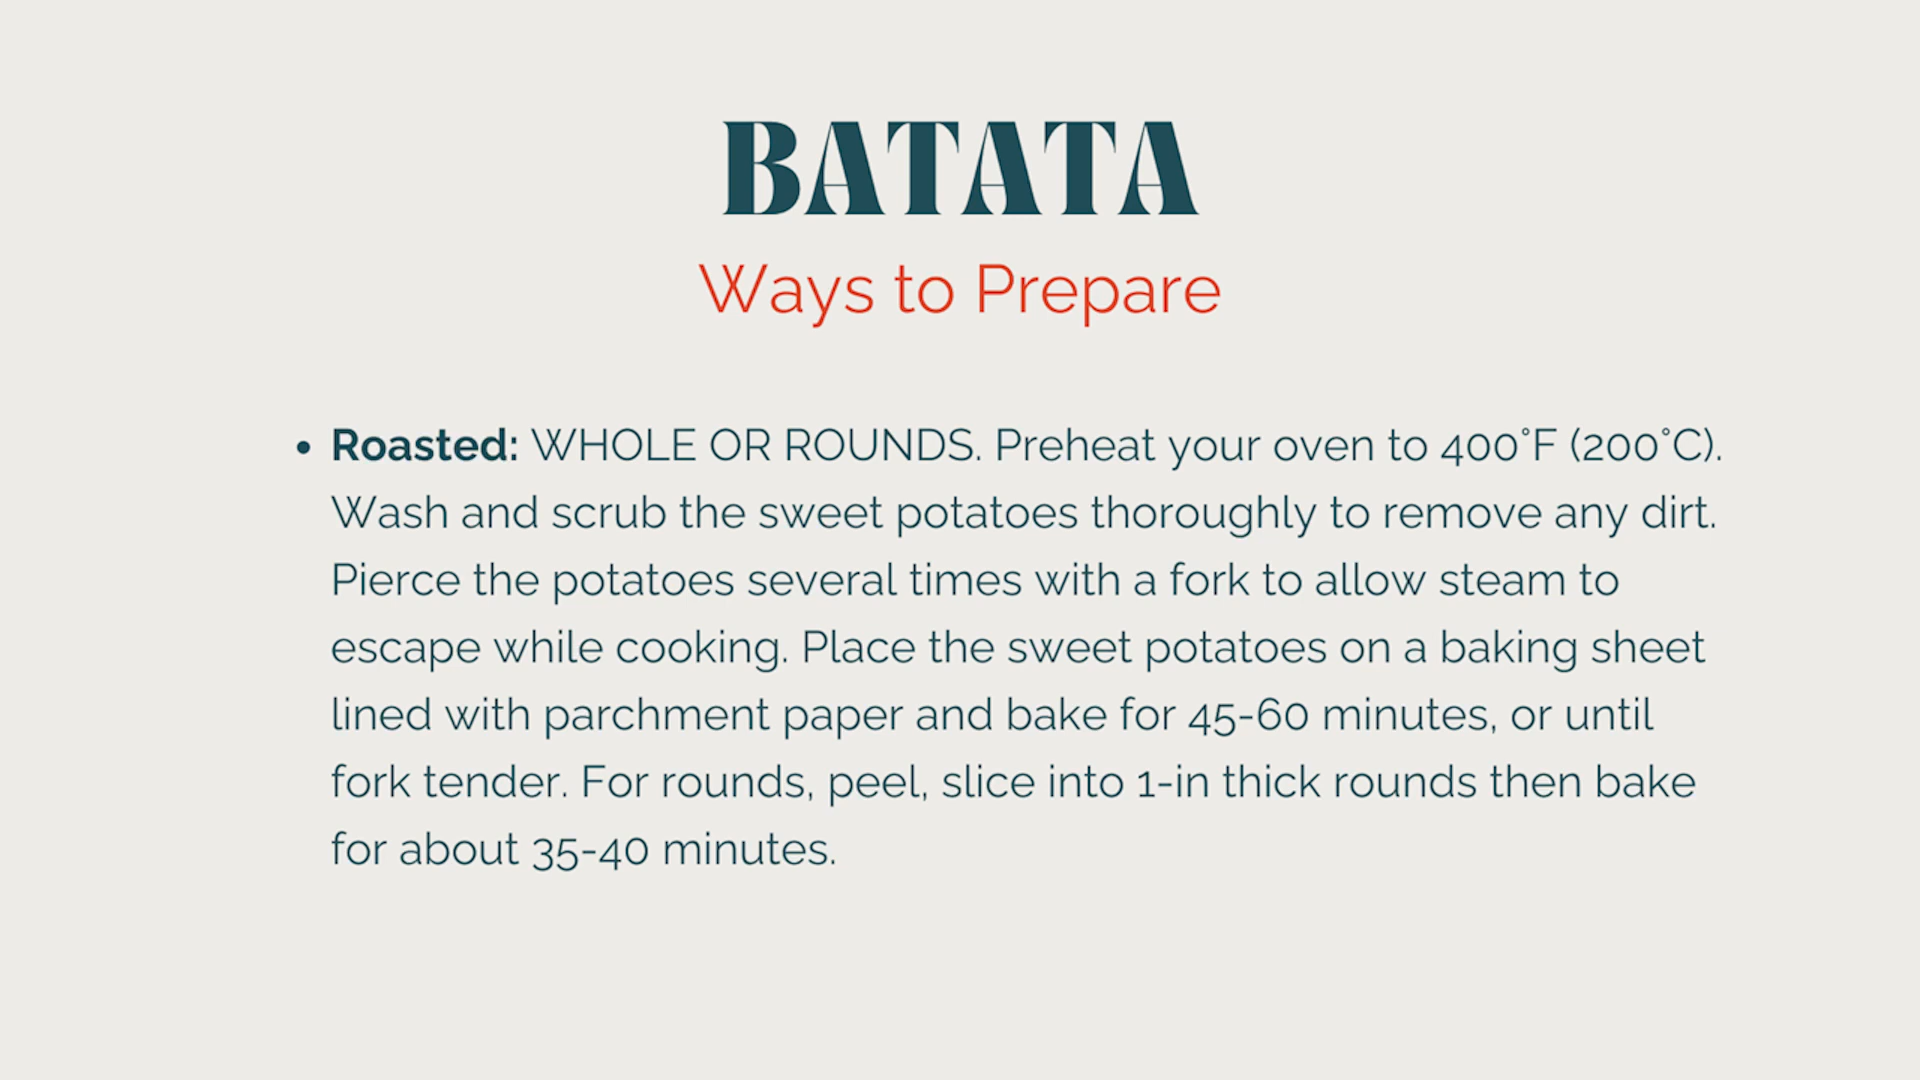 BATATA
Ways to Prepare
• Roasted: WHOLE OR ROUNDS. Preheat your oven to 400°F (200°C).
Wash and scrub the sweet potatoes thoroughly to remove any dirt.
Pierce the potatoes several times with a fork to allow steam to
escape while cooking. Place the sweet potatoes on a baking sheet
lined with parchment paper and bake for 45-60 minutes, or until
fork tender. For rounds, peel, slice into 1-in thick rounds then bake
for about 35-40 minutes.